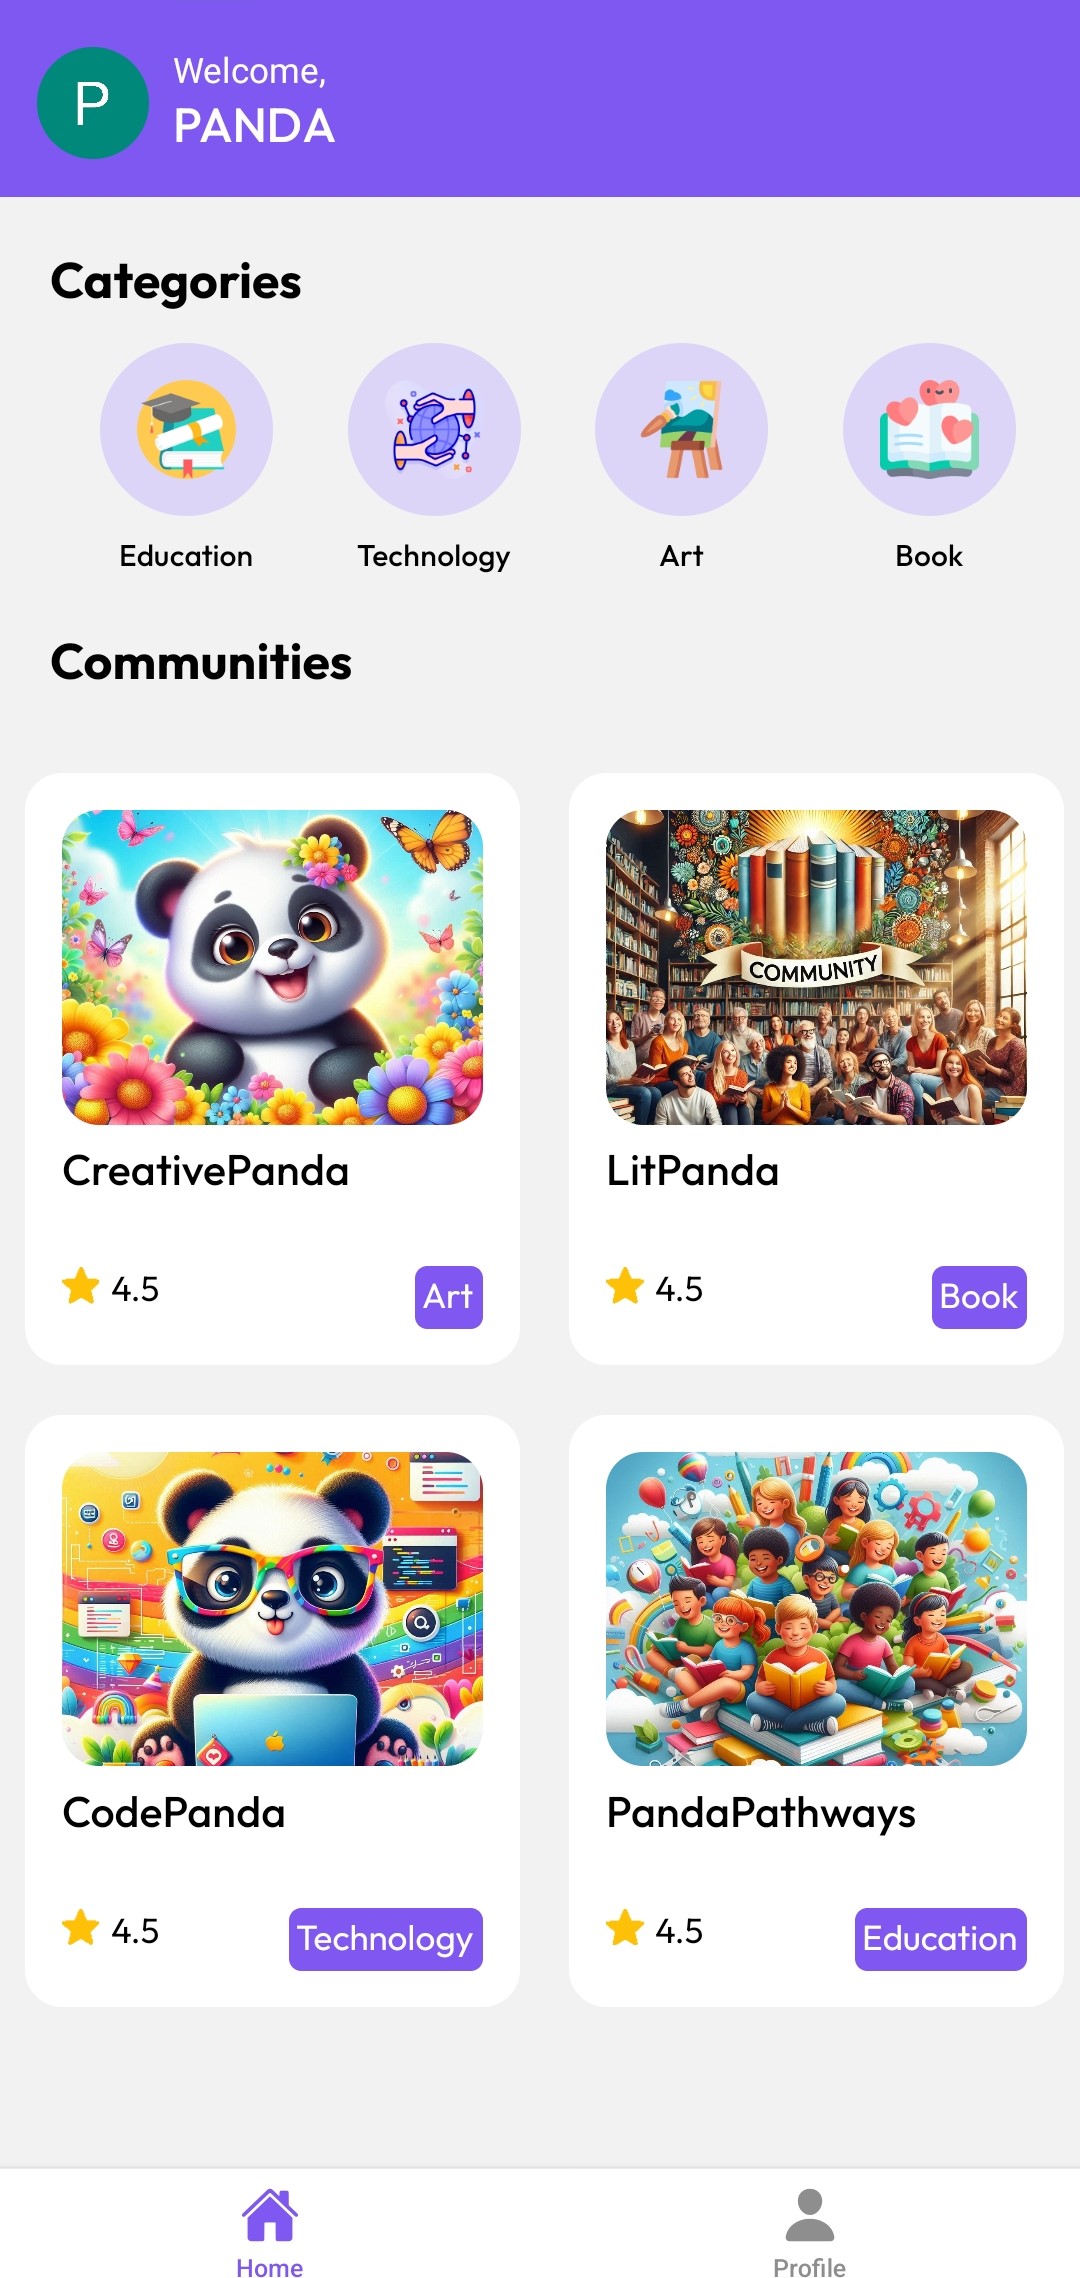 P
Welcome,
PANDA
Categories
Education
Technology
Art
Book
Communities
COMMUNITY
CreativePanda
LitPanda
4.5
Art
4.5
Book
CodePanda
PandaPathways
4.5
Technology
4.5
Education
Home
Profile